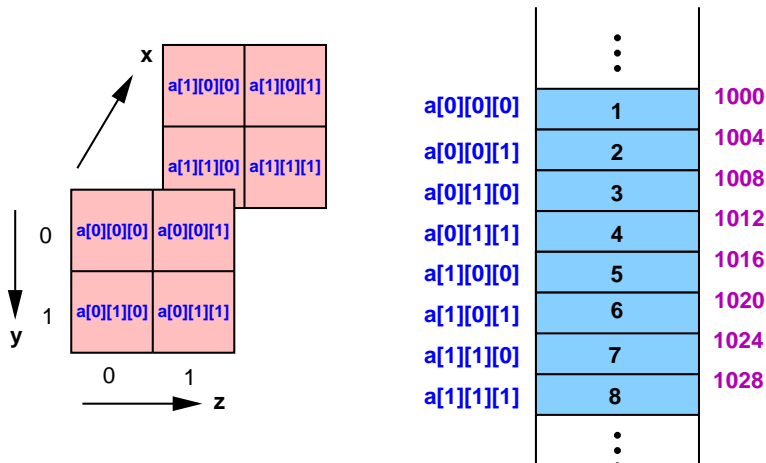 x
a[1][0][0] a[1][0][1]
a[1][1][0] a[1][1][1]
0 a[0][0][0] a[0][0][1]
1 a[0][1][0] a[0][1][1]
y
0 1
z
a[0][0][0] 1 1000
a[0][0][1] 2 1004
a[0][1][0] 3 1008
a[0][1][1] 4 1012
a[1][0][0] 5 1016
a[1][0][1] 6 1020
a[1][1][0] 7 1024
a[1][1][1] 8 1028